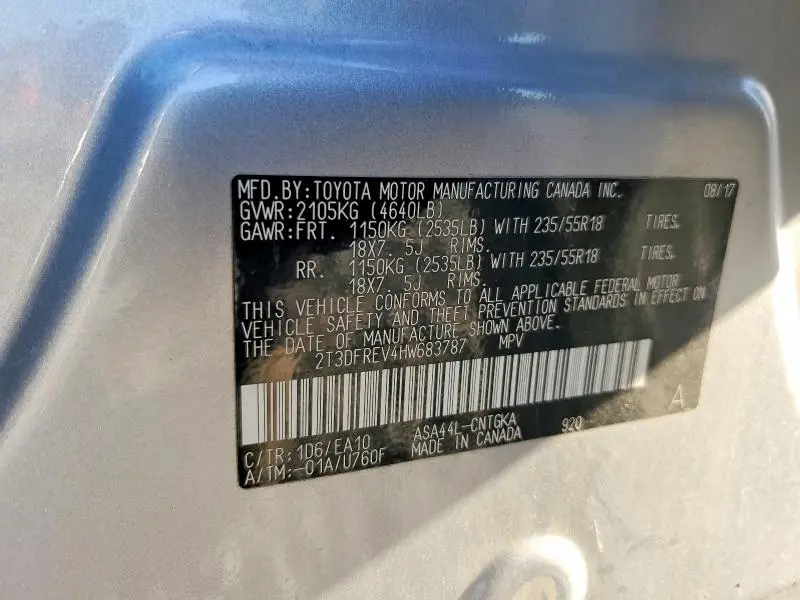 MFD.BY:TOYOTA MOTOR MANUFACTURING CANADA INC. 08/17
GVWR:2105KG (4640LB)
GAWR:FRT. 1150KG (2535LB) WITH 235/55R18 TIRES.
18X7. 5J RIMS.
RR. 1150KG (2535LB) WITH 235/55R18 TIRES.
18X7. 5J RIMS.
THIS VEHICLE CONFORMS TO ALL APPLICABLE FEDERAL MOTOR
VEHICLE SAFETY AND THEFT PREVENTION STANDARDS IN EFFECT ON
THE DATE OF MANUFACTURE SHOWN ABOVE.
2T3DFREV4HW683787 MPV
A
C/TR:1D6/EA10 ASA44L-CNTGKA 920
A/TM:-01A/U760F MADE IN CANADA